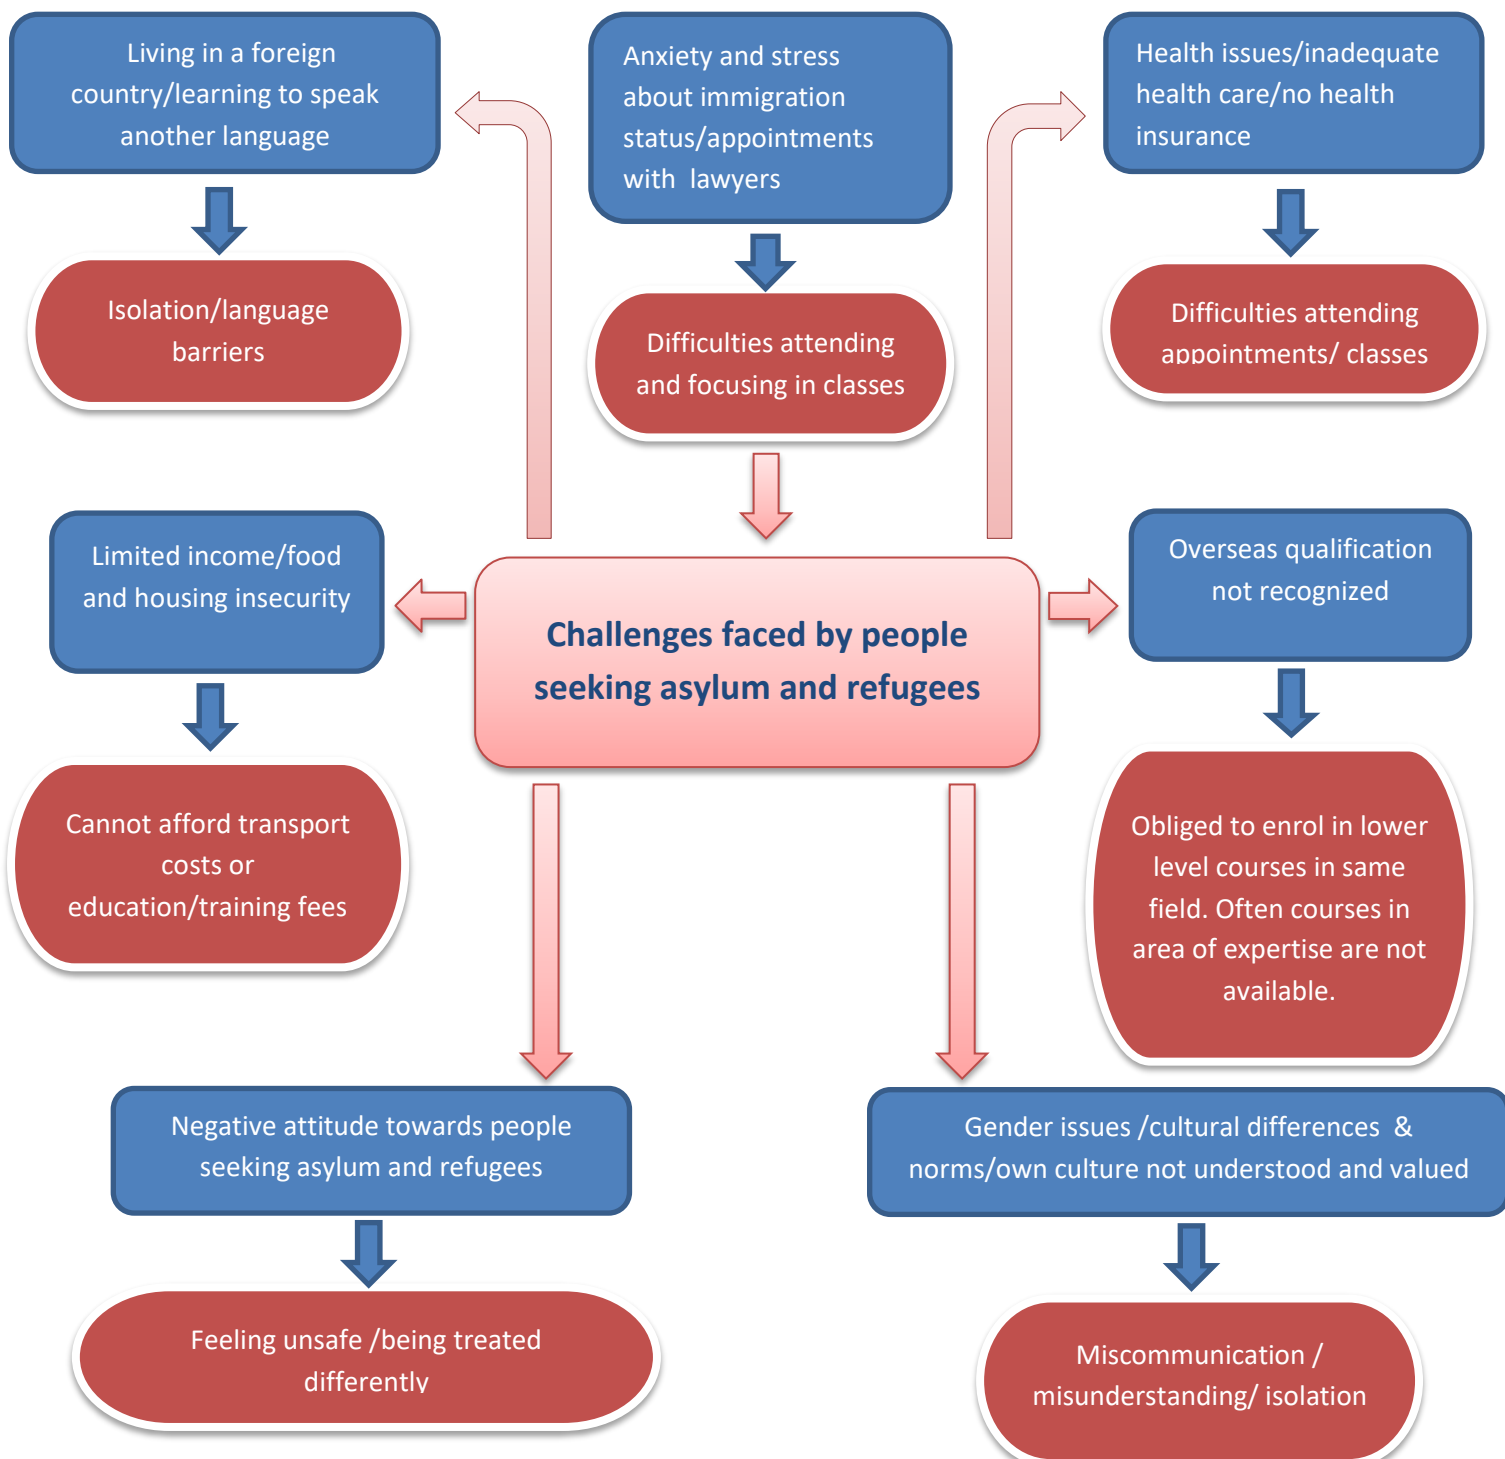 Living in a foreign
country/learning to speak
another language
Anxiety and stress
about immigration
status/appointments
with  lawyers
Health issues/inadequate
health care/no health
insurance
Isolation/language
barriers
Difficulties attending
and focusing in classes
Difficulties attending
appointments/ classes
Limited income/food
and housing insecurity
Challenges faced by people
seeking asylum and refugees
Overseas qualification
not recognized
Cannot afford transport
costs or
education/training fees
Obliged to enrol in lower
level courses in same
field. Often courses in
area of expertise are not
available.
Negative attitude towards people
seeking asylum and refugees
Gender issues /cultural differences  &
norms/own culture not understood and valued
Feeling unsafe /being treated
differently
Miscommunication /
misunderstanding/ isolation